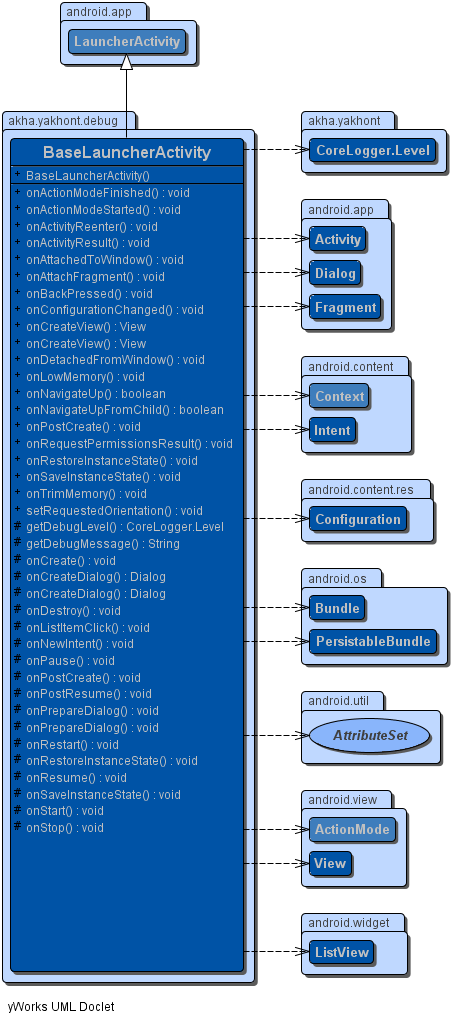 android.app
LauncherActivity
akha.yakhont.debug
BaseLauncherActivity
+ BaseLauncherActivity()
+ onActionModeFinished() : void
+ onActionModeStarted() : void
+ onActivityReenter() : void
+ onActivityResult() : void
+ onAttachedToWindow() : void
+ onAttachFragment() : void
+ onBackPressed() : void
+ onConfigurationChanged() : void
+ onCreateView() : View
+ onCreateView() : View
+ onDetachedFromWindow() : void
+ onLowMemory() : void
+ onNavigateUp() : boolean
+ onNavigateUpFromChild() : boolean
+ onPostCreate() : void
+ onRequestPermissionsResult() : void
+ onRestoreInstanceState() : void
+ onSaveInstanceState() : void
+ onTrimMemory() : void
+ setRequestedOrientation() : void
# getDebugLevel() : CoreLogger.Level
# getDebugMessage() : String
# onCreate() : void
# onCreateDialog() : Dialog
# onCreateDialog() : Dialog
# onDestroy() : void
# onListItemClick() : void
# onNewIntent() : void
# onPause() : void
# onPostCreate() : void
# onPostResume() : void
# onPrepareDialog() : void
# onPrepareDialog() : void
# onRestart() : void
# onRestoreInstanceState() : void
# onResume() : void
# onSaveInstanceState() : void
# onStart() : void
# onStop() : void
akha.yakhont
CoreLogger.Level
android.app
Activity
Dialog
Fragment
android.content
Context
Intent
android.content.res
Configuration
android.os
Bundle
PersistableBundle
android.util
AttributeSet
android.view
ActionMode
View
android.widget
ListView
yWorks UML Doclet